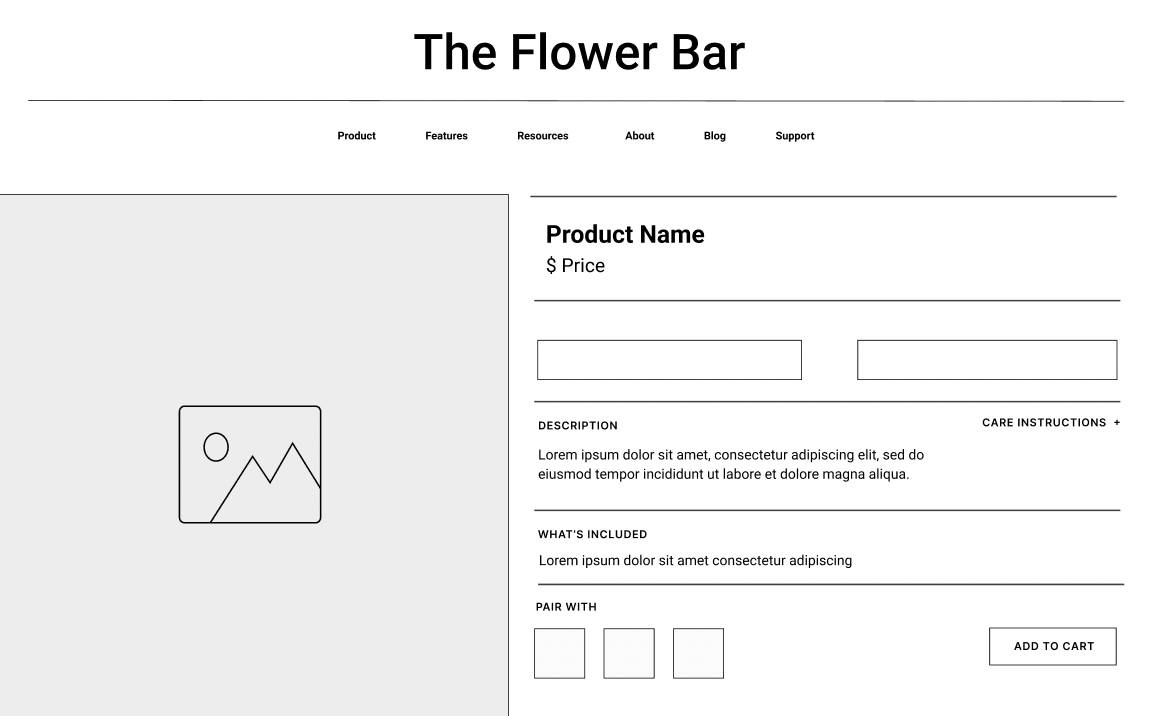 The Flower Bar
Product Features Resources About Blog Support
Product Name
$ Price
DESCRIPTION
CARE INSTRUCTIONS +
Lorem ipsum dolor sit amet, consectetur adipiscing elit, sed do
eiusmod tempor incididunt ut labore et dolore magna aliqua.
WHAT'S INCLUDED
Lorem ipsum dolor sit amet consectetur adipiscing
PAIR WITH
ADD TO CART